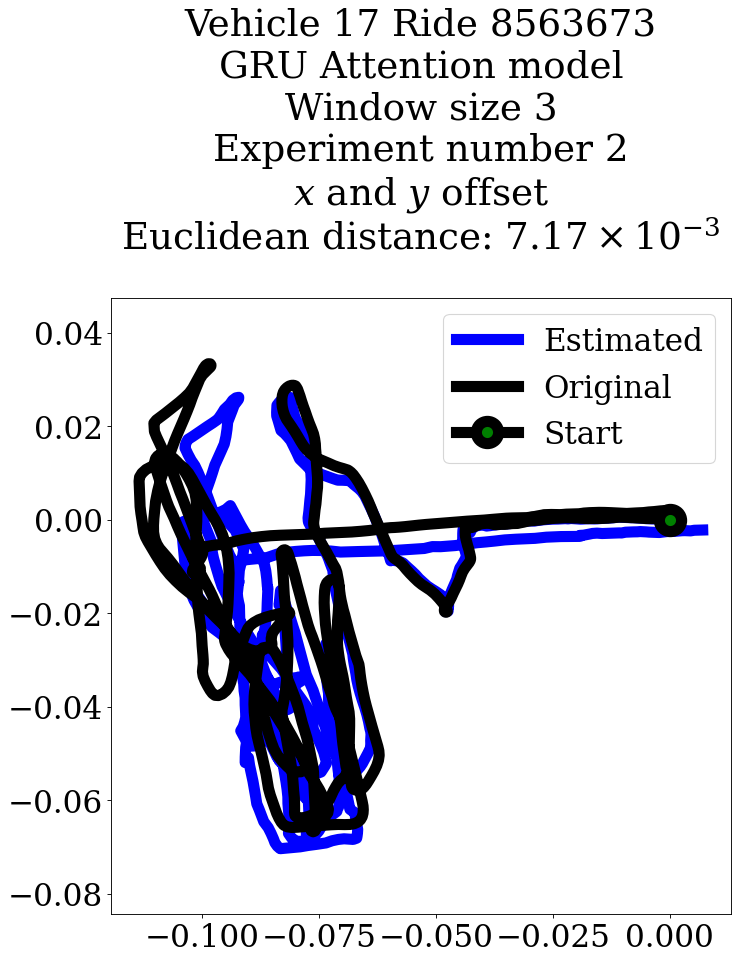 Vehicle 17 Ride 8563673
GRU Attention model
Window size 3
Experiment number 2
x and y offset
Euclidean distance: 7.17 × 10⁻³
Estimated
Original
Start
0.04
0.02
0.00
−0.02
−0.04
−0.06
−0.08
−0.100 −0.075 −0.050 −0.025 0.000